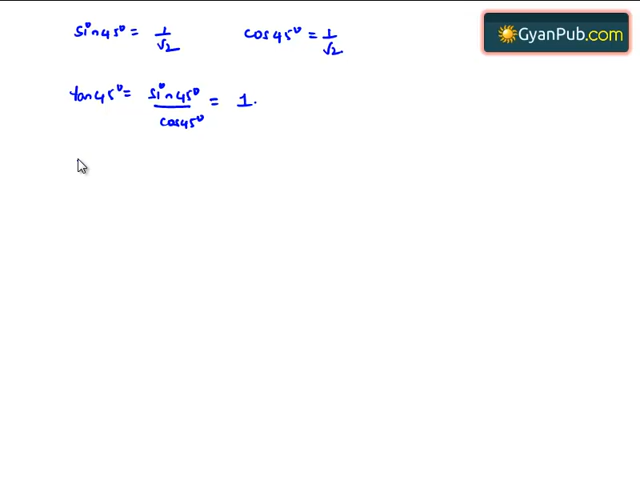 sin45° = 1/√2 cos45° = 1/√2
GyanPub.com
tan45° = sin45°/cos45° = 1.